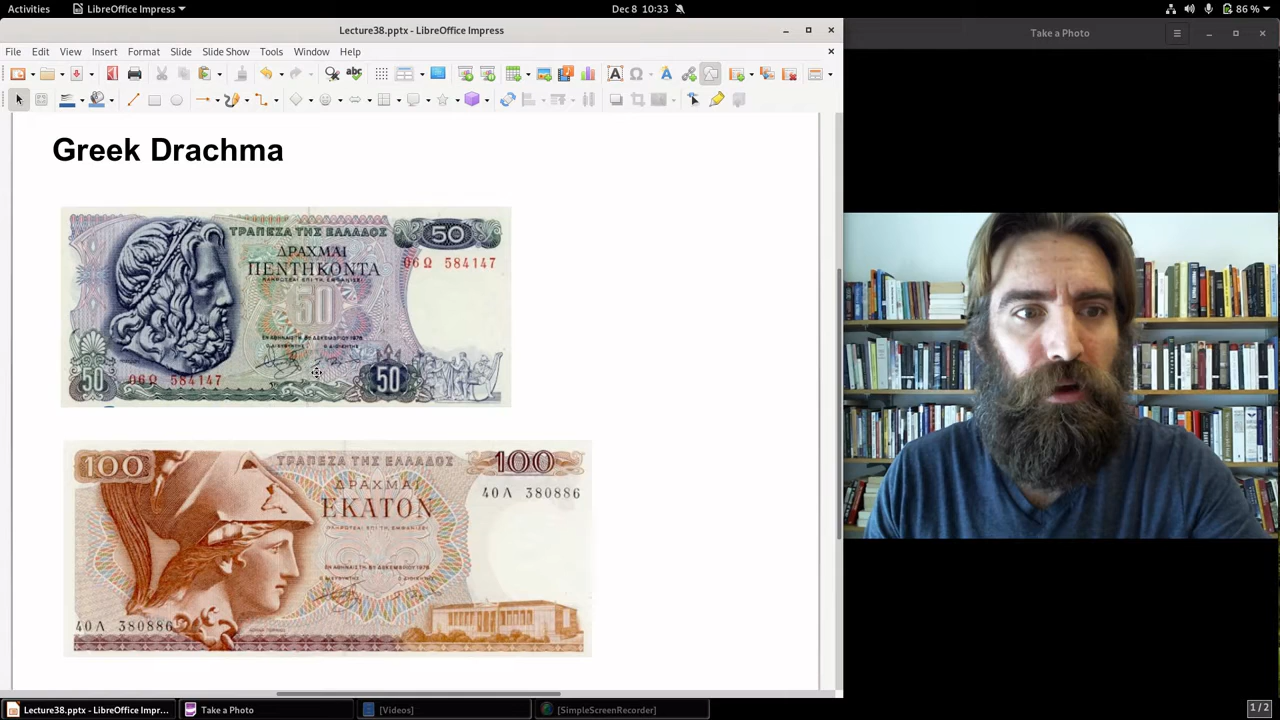 Activities
LibreOffice Impress
Dec 8 10:33
86 %
Lecture38.pptx - LibreOffice Impress
Take a Photo
File Edit View Insert Format Slide Slide Show Tools Window Help
Greek Drachma
ΤΡΑΠΕΖΑ ΤΗΣ ΕΛΛΑΔΟΣ
50
ΔΡΑΧΜΑΙ
ΠΕΝΤΗΚΟΝΤΑ
06Ω 584147
50
50
06Ω 584147
50
100
ΤΡΑΠΕΖΑ ΤΗΣ ΕΛΛΑΔΟΣ
100
ΔΡΑΧΜΑΙ
ΕΚΑΤΟΝ
40Λ 380886
40Λ 380886
Lecture38.pptx - LibreOffice Impr...
Take a Photo
[Videos]
[SimpleScreenRecorder]
1 / 2